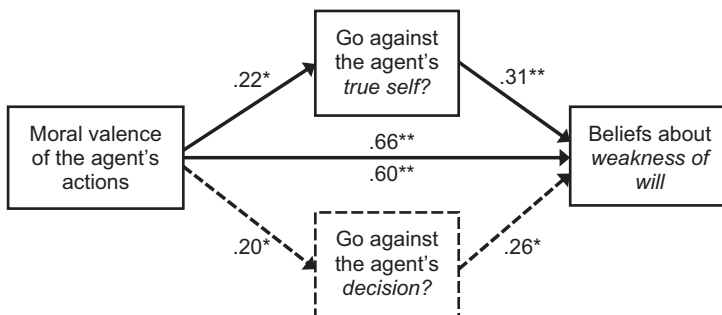 Go against
the agent's
true self?
.22*
.31**
Moral valence
of the agent's
actions
.66**
.60**
Beliefs about
weakness of
will
.20*
.26*
Go against
the agent's
decision?